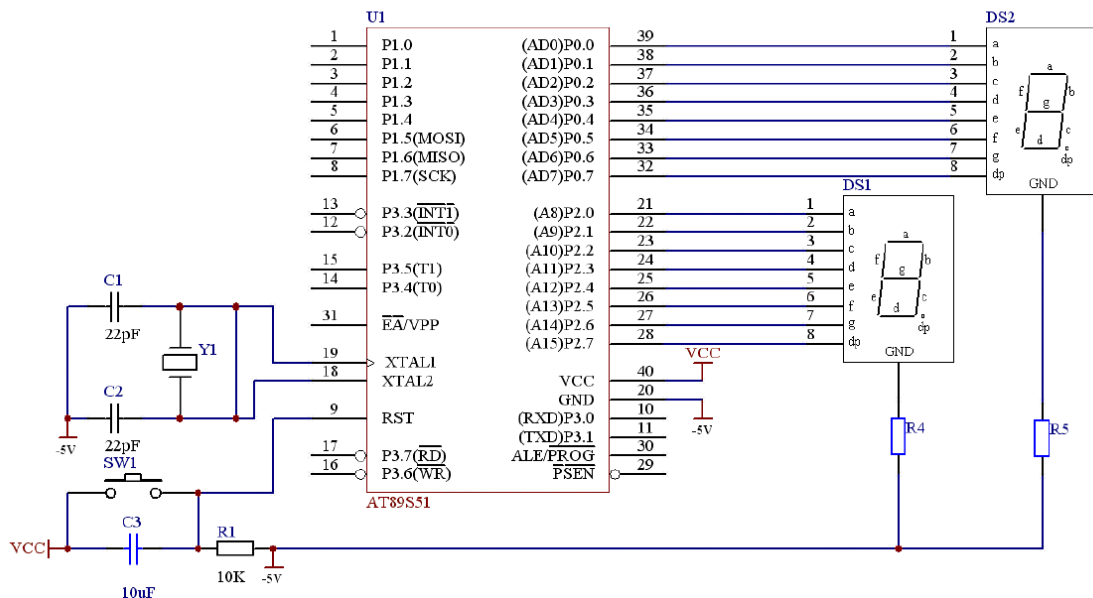 U1
DS2
1 P1.0 (AD0)P0.0 39 1 a
2 P1.1 (AD1)P0.1 38 2 b
3 P1.2 (AD2)P0.2 37 3 c
4 P1.3 (AD3)P0.3 36 4 d
5 P1.4 (AD4)P0.4 35 5 e
6 P1.5(MOSI) (AD5)P0.5 34 6 f
7 P1.6(MISO) (AD6)P0.6 33 7 g
8 P1.7(SCK) (AD7)P0.7 32 8 dp
a
f b
g
e c
d
dp
GND
DS1
13 P3.3(INT1) (A8)P2.0 21 1 a
12 P3.2(INT0) (A9)P2.1 22 2 b
(A10)P2.2 23 3 c
15 P3.5(T1) (A11)P2.3 24 4 d
14 P3.4(T0) (A12)P2.4 25 5 e
(A13)P2.5 26 6 f
31 EA/VPP (A14)P2.6 27 7 g
(A15)P2.7 28 8 dp
a
f b
g
e c
d
dp
GND
C1
22pF
Y1
19 XTAL1
18 XTAL2
VCC 40 VCC
GND 20 -5V
C2
22pF
-5V
9 RST (RXD)P3.0 10
(TXD)P3.1 11
17 P3.7(RD) ALE/PROG 30
16 P3.6(WR) PSEN 29
R4
R5
AT89S51
SW1
VCC
C3
10uF
R1
10K
-5V